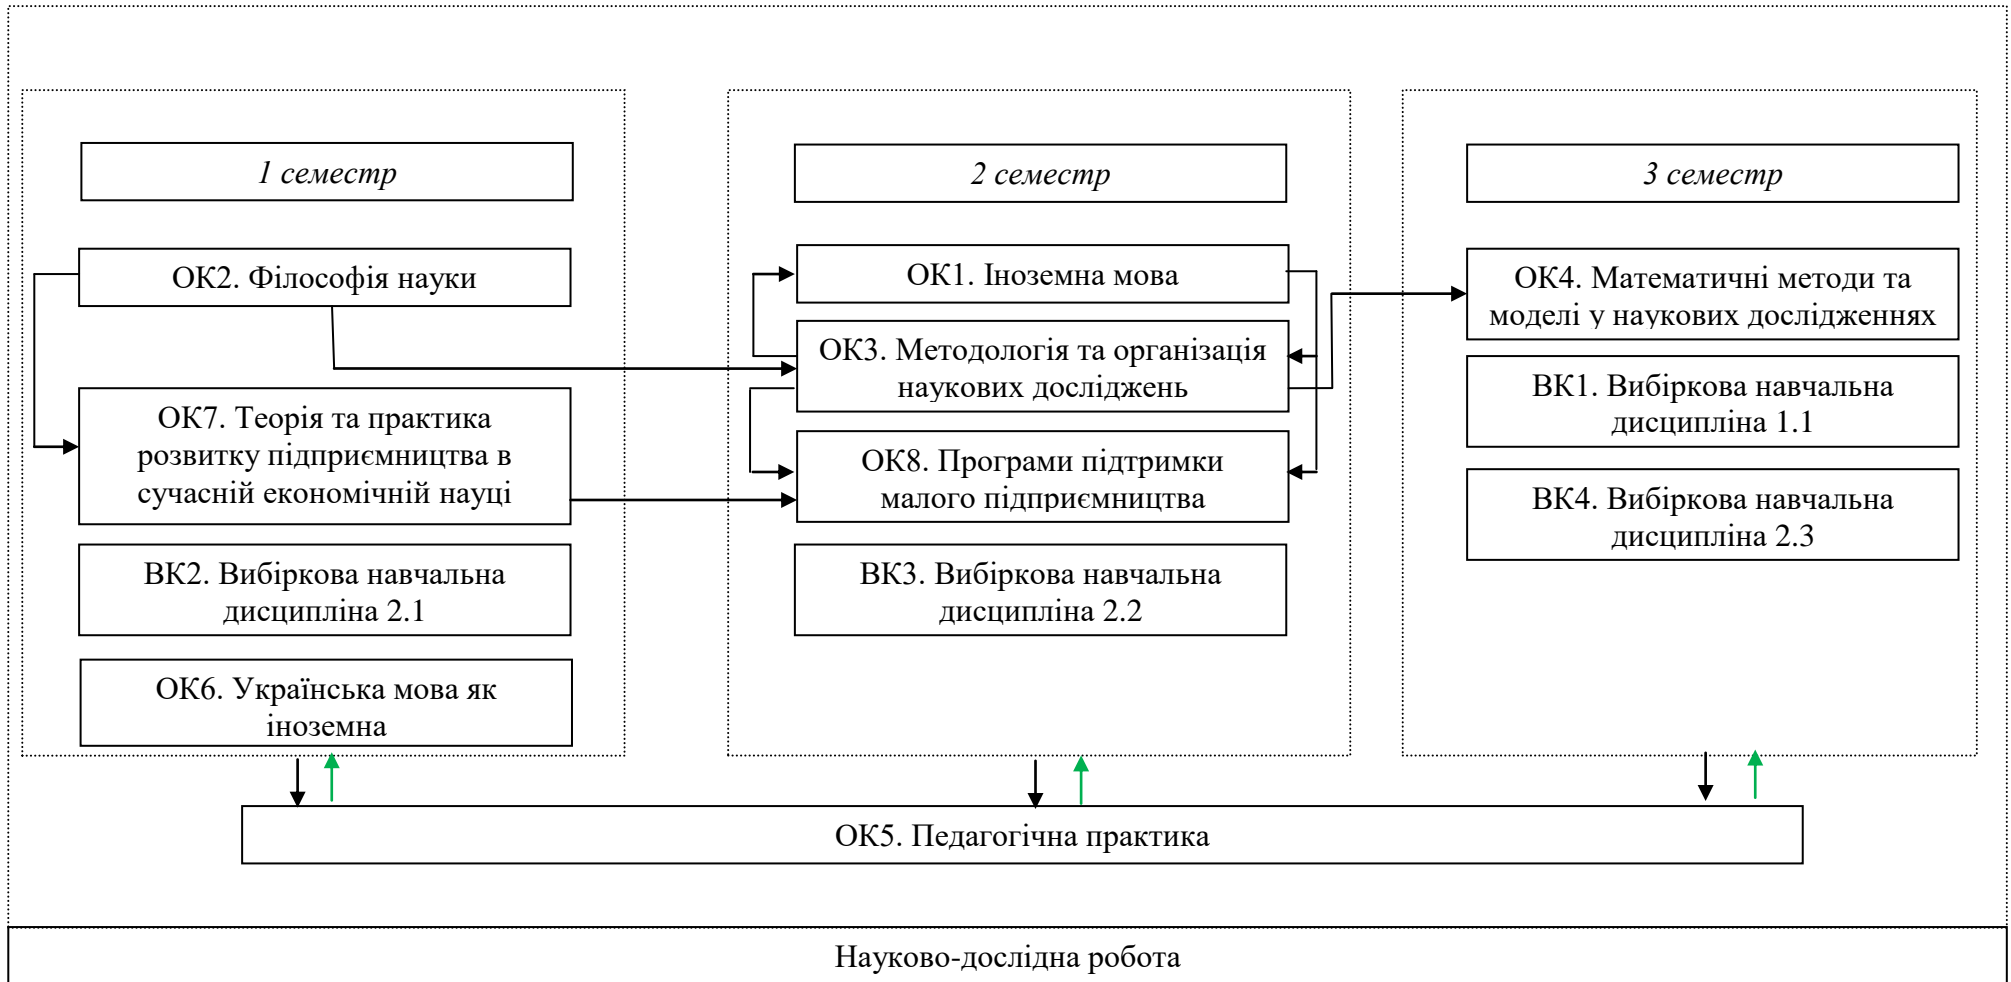 1 семестр
ОК2. Філософія науки
ОК7. Теорія та практика
розвитку підприємництва в
сучасній економічній науці
ВК2. Вибіркова навчальна
дисципліна 2.1
ОК6. Українська мова як
іноземна
2 семестр
ОК1. Іноземна мова
ОК3. Методологія та організація
наукових досліджень
ОК8. Програми підтримки
малого підприємництва
ВК3. Вибіркова навчальна
дисципліна 2.2
3 семестр
ОК4. Математичні методи та
моделі у наукових дослідженнях
ВК1. Вибіркова навчальна
дисципліна 1.1
ВК4. Вибіркова навчальна
дисципліна 2.3
ОК5. Педагогічна практика
Науково-дослідна робота